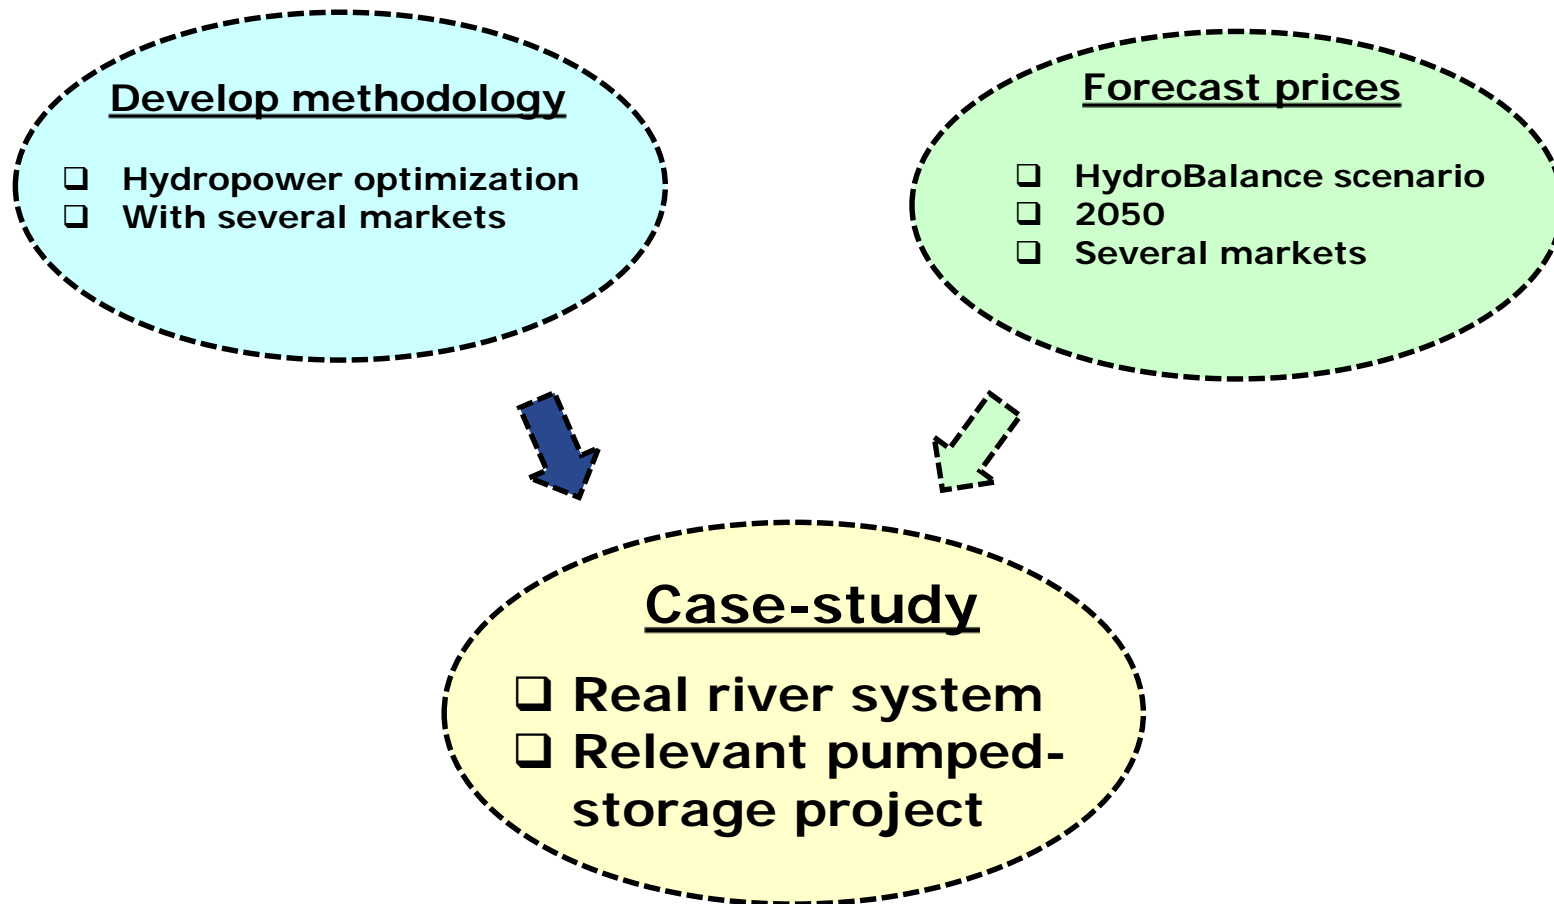 Develop methodology
❑ Hydropower optimization
❑ With several markets
Forecast prices
❑ HydroBalance scenario
❑ 2050
❑ Several markets
Case-study
❑ Real river system
❑ Relevant pumped-
storage project